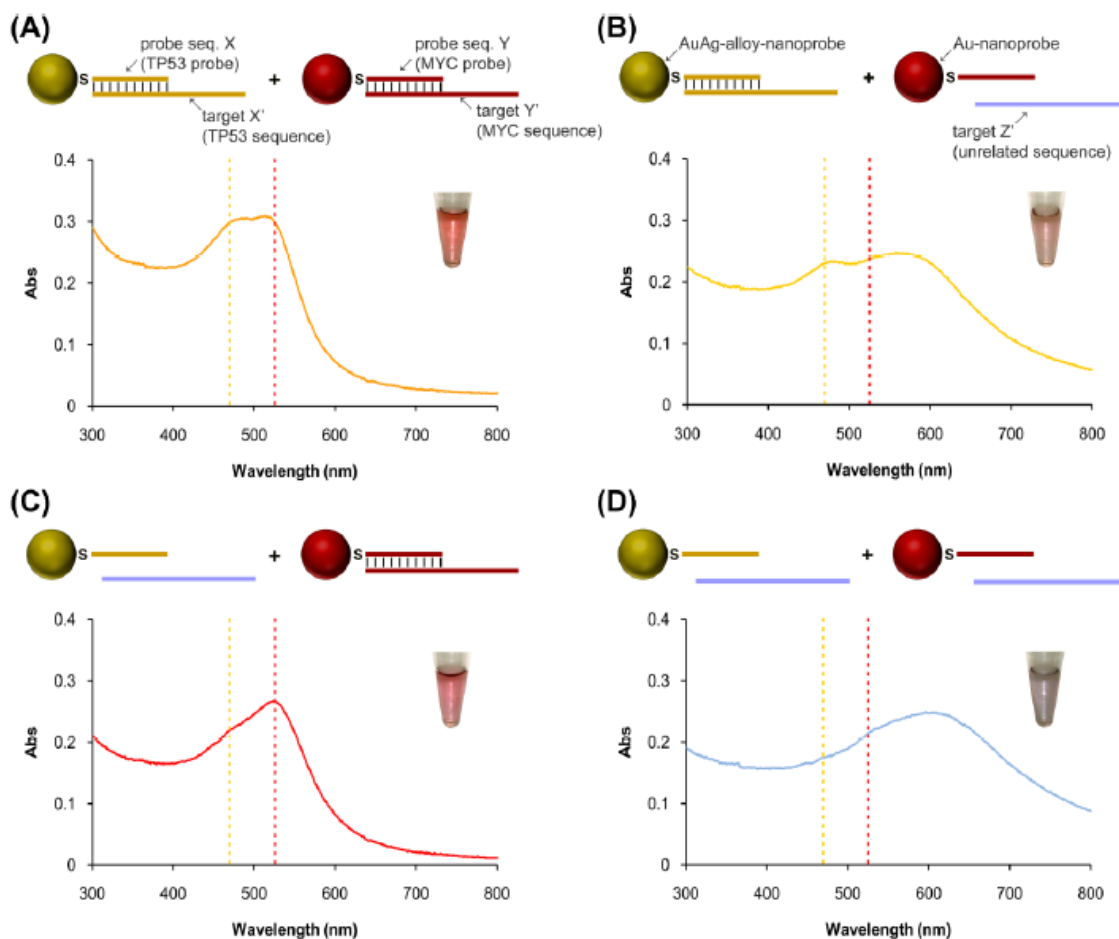 (A)
probe seq. X
(TP53 probe)
probe seq. Y
(MYC probe)
S
+
S
target X'
(TP53 sequence)
target Y'
(MYC sequence)
0.4
0.3
0.2
0.1
0
Abs
300 400 500 600 700 800
Wavelength (nm)
(B)
AuAg-alloy-nanoprobe
Au-nanoprobe
S
+
S
target Z'
(unrelated sequence)
0.4
0.3
0.2
0.1
0
Abs
300 400 500 600 700 800
Wavelength (nm)
(C)
S
+
S
0.4
0.3
0.2
0.1
0
Abs
300 400 500 600 700 800
Wavelength (nm)
(D)
S
+
S
0.4
0.3
0.2
0.1
0
Abs
300 400 500 600 700 800
Wavelength (nm)